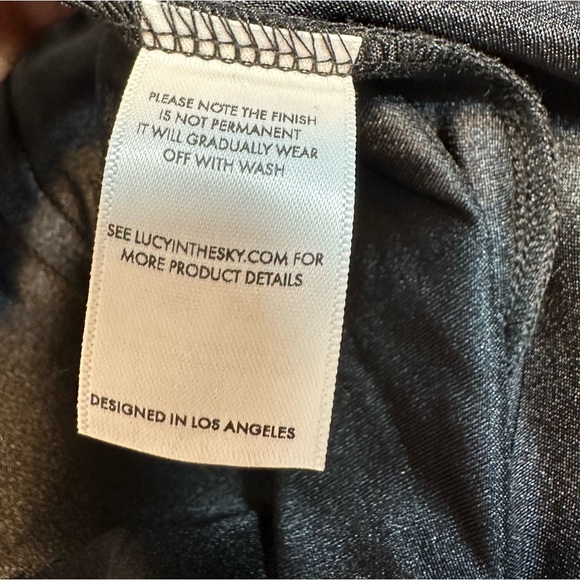 PLEASE NOTE THE FINISH
IS NOT PERMANENT
IT WILL GRADUALLY WEAR
OFF WITH WASH
SEE LUCYINTHESKY.COM FOR
MORE PRODUCT DETAILS
DESIGNED IN LOS ANGELES